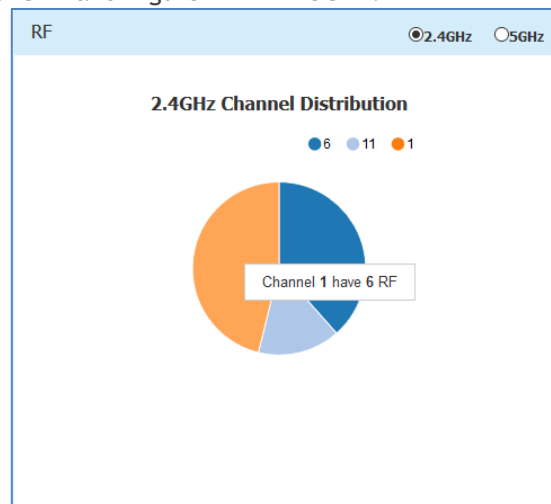 RF 2.4GHz 5GHz
2.4GHz Channel Distribution
6 11 1
Channel 1 have 6 RF